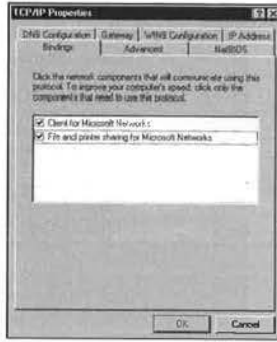 TCP/IP Properties
DNS Configuration Gateway WINS Configuration IP Address
Bindings Advanced NetBIOS
Click the network components that will communicate using this
protocol. To improve your computer's speed, click only the
components that need to use this protocol.
Client for Microsoft Networks
File and printer sharing for Microsoft Networks
OK Cancel